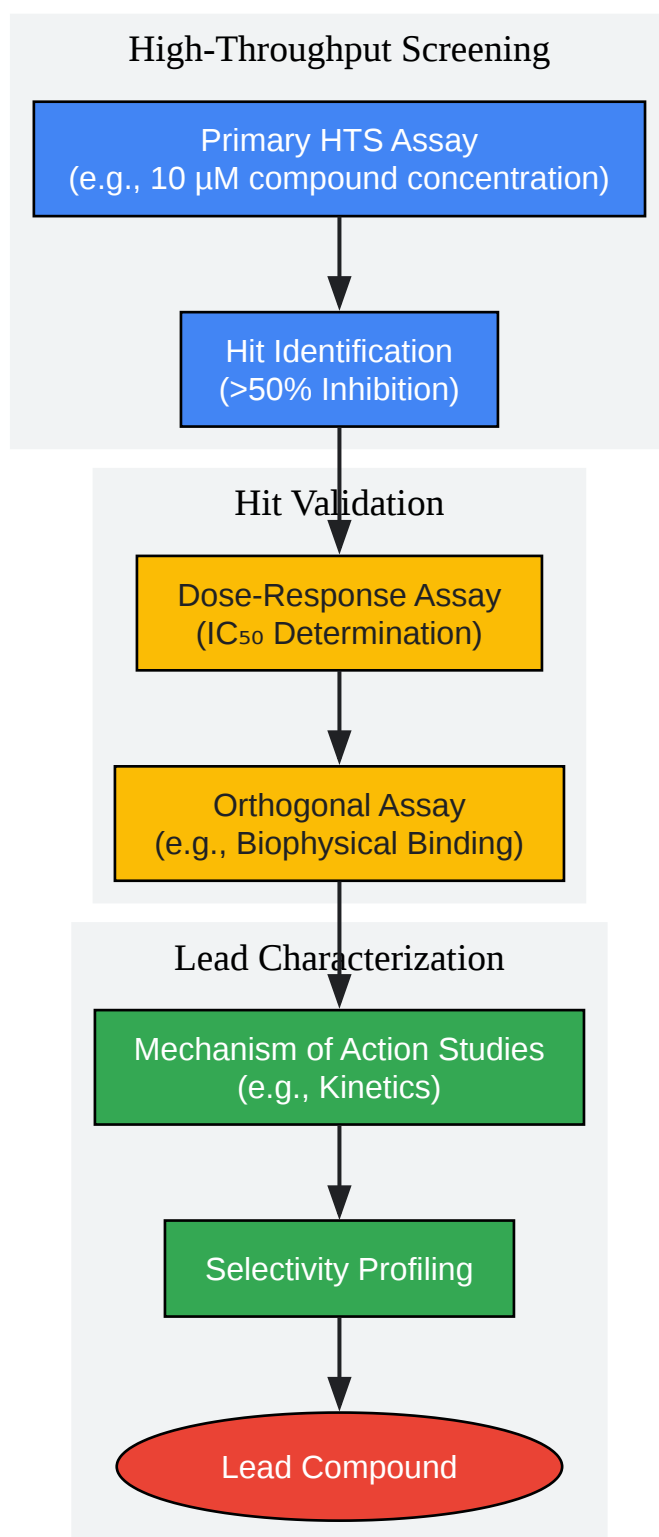 High-Throughput Screening
Primary HTS Assay
(e.g., 10 µM compound concentration)
Hit Identification
(>50% Inhibition)
Hit Validation
Dose-Response Assay
(IC₅₀ Determination)
Orthogonal Assay
(e.g., Biophysical Binding)
Lead Characterization
Mechanism of Action Studies
(e.g., Kinetics)
Selectivity Profiling
Lead Compound